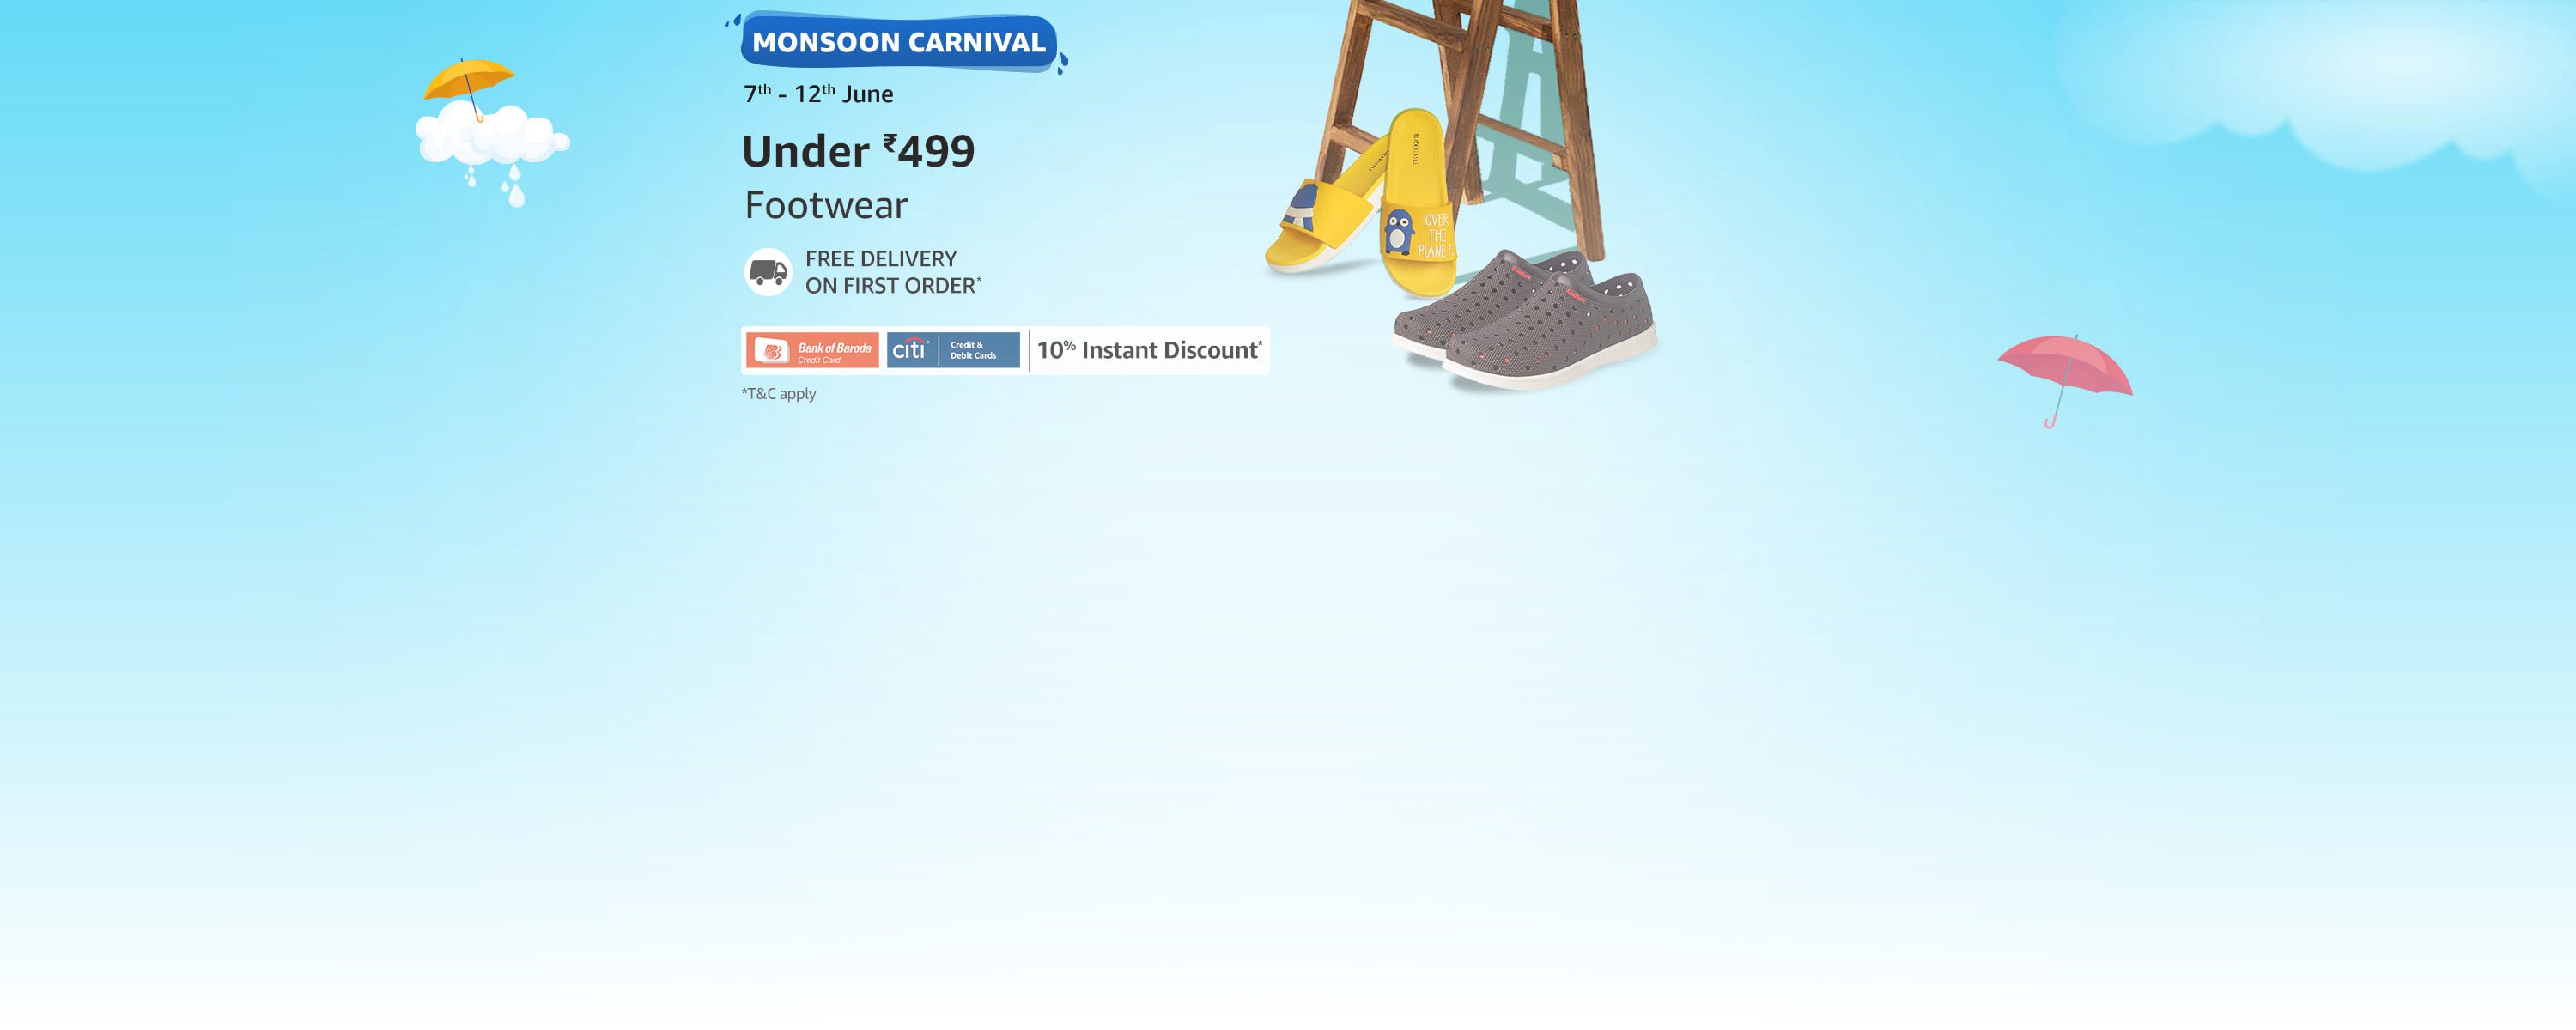 MONSOON CARNIVAL
7th - 12th June
Under ₹499
Footwear
FREE DELIVERY
ON FIRST ORDER*
Bank of Baroda
Credit Card
citi
Credit &
Debit Cards
10% Instant Discount*
*T&C apply
OVER
THE
PLANET.